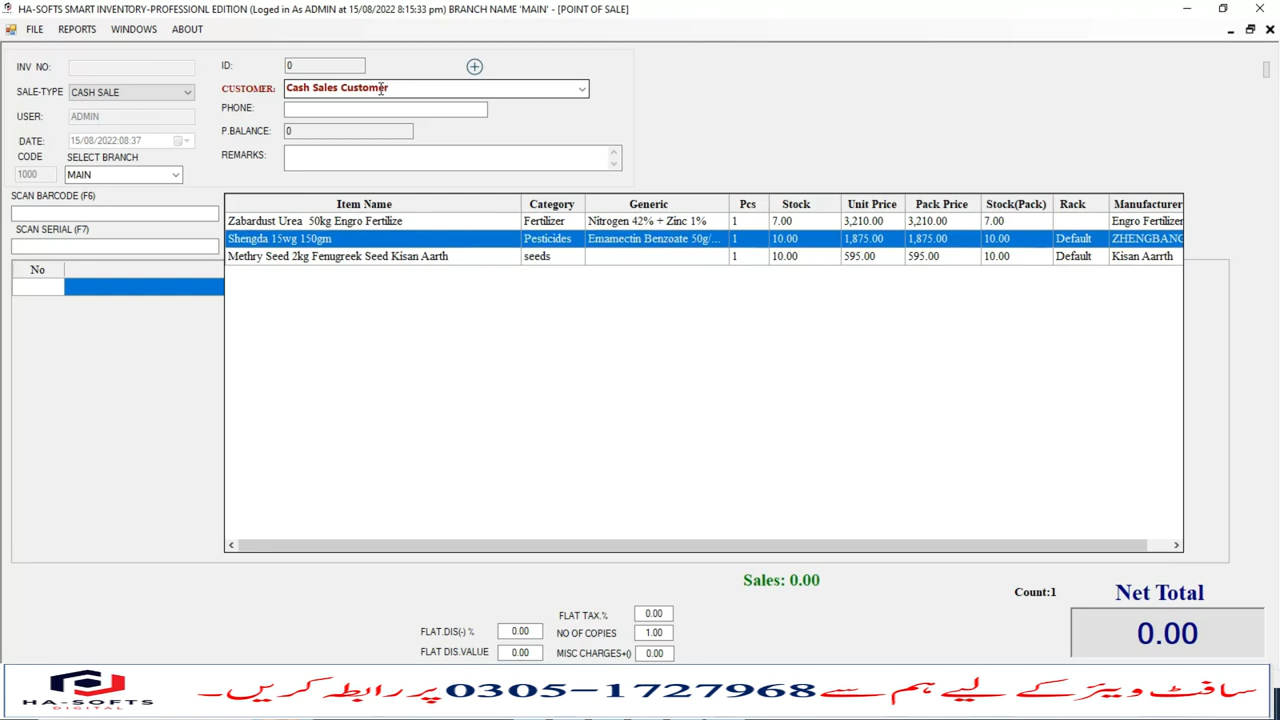 HA-SOFTS SMART INVENTORY-PROFESSIONL EDITION (Loged in As ADMIN at 15/08/2022 8:15:33 pm) BRANCH NAME 'MAIN' - [POINT OF SALE]
FILE REPORTS WINDOWS ABOUT
INV NO:
SALE-TYPE CASH SALE
USER: ADMIN
DATE: 15/08/2022:08:37
CODE SELECT BRANCH
1000 MAIN
ID: 0
CUSTOMER: Cash Sales Customer
PHONE:
P.BALANCE: 0
REMARKS:
SCAN BARCODE (F6)
SCAN SERIAL (F7)
No
Item Name Category Generic Pcs Stock Unit Price Pack Price Stock(Pack) Rack Manufacturer
Zabardust Urea 50kg Engro Fertilize Fertilizer Nitrogen 42% + Zinc 1% 1 7.00 3,210.00 3,210.00 7.00 Engro Fertilizer
Shengda 15wg 150gm Pesticides Emamectin Benzoate 50g/... 1 10.00 1,875.00 1,875.00 10.00 Default ZHENGBANG
Methry Seed 2kg Fenugreek Seed Kisan Aarth seeds 1 10.00 595.00 595.00 10.00 Default Kisan Aarrth
Sales: 0.00
Count:1
Net Total
0.00
FLAT.DIS(-) % 0.00
FLAT DIS.VALUE 0.00
FLAT TAX.% 0.00
NO OF COPIES 1.00
MISC CHARGES+() 0.00
HA-SOFTS
DIGITAL
سافٹ ویئر کے لیے ہم سے 0305-1727968 پر رابطہ کریں۔